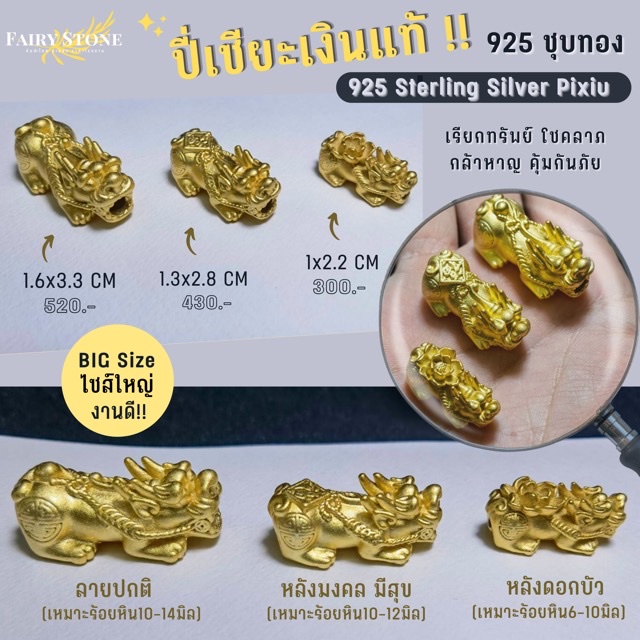 FAIRY STONE
ปี่เซียะเงินแท้ !! 925 ชุบทอง
925 Sterling Silver Pixiu
เรียกทรัพย์ โชคลาภ
กล้าหาญ คุ้มกันภัย
1.6x3.3 CM
520.-
1.3x2.8 CM
430.-
1x2.2 CM
300.-
BIG Size
ไซส์ใหญ่
งานดี!!
ลายปกติ
(เหมาะร้อยหิน10-14มิล)
หลังมงคล มีสุข
(เหมาะร้อยหิน10-12มิล)
หลังดอกบัว
(เหมาะร้อยหิน6-10มิล)